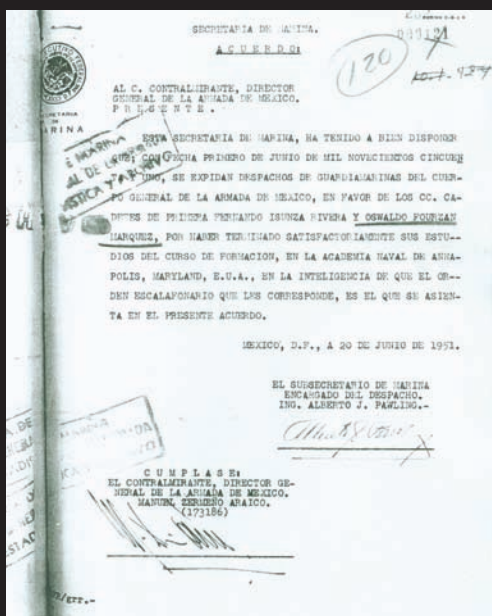 SECRETARIA DE MARINA.
A C U E R D O:
120
AL C. CONTRALMIRANTE, DIRECTOR
GENERAL DE LA ARMADA DE MEXICO.
P R E S E N T E .
SECRETARIA
DE
MARINA
ESTA SECRETARIA DE MARINA, HA TENIDO A BIEN DISPONER
QUE; CON FECHA PRIMERO DE JUNIO DE MIL NOVECIENTOS CINCUEN
TA Y UNO, SE EXPIDAN DESPACHOS DE GUARDIAMARINAS DEL CUER-
PO GENERAL DE LA ARMADA DE MEXICO, EN FAVOR DE LOS CC. CA-
DETES DE PRIMERA FERNANDO ISUNZA RIVERA Y OSWALDO FOURZAN
MARQUEZ, POR HABER TERMINADO SATISFACTORIAMENTE SUS ESTU--
DIOS DEL CURSO DE FORMACION, EN LA ACADEMIA NAVAL DE ANNA-
POLIS, MARYLAND, E.U.A., EN LA INTELIGENCIA DE QUE EL OR-
DEN ESCALAFONARIO QUE LES CORRESPONDE, ES EL QUE SE ASIEN-
TA EN EL PRESENTE ACUERDO.
MEXICO, D.F., A 20 DE JUNIO DE 1951.
EL SUBSECRETARIO DE MARINA
ENCARGADO DEL DESPACHO.
ING. ALBERTO J. PAWLING.-
C U M P L A S E:
EL CONTRALMIRANTE, DIRECTOR GE-
NERAL DE LA ARMADA DE MEXICO.
MANUEL ZERMEÑO ARAICO.
(173186)